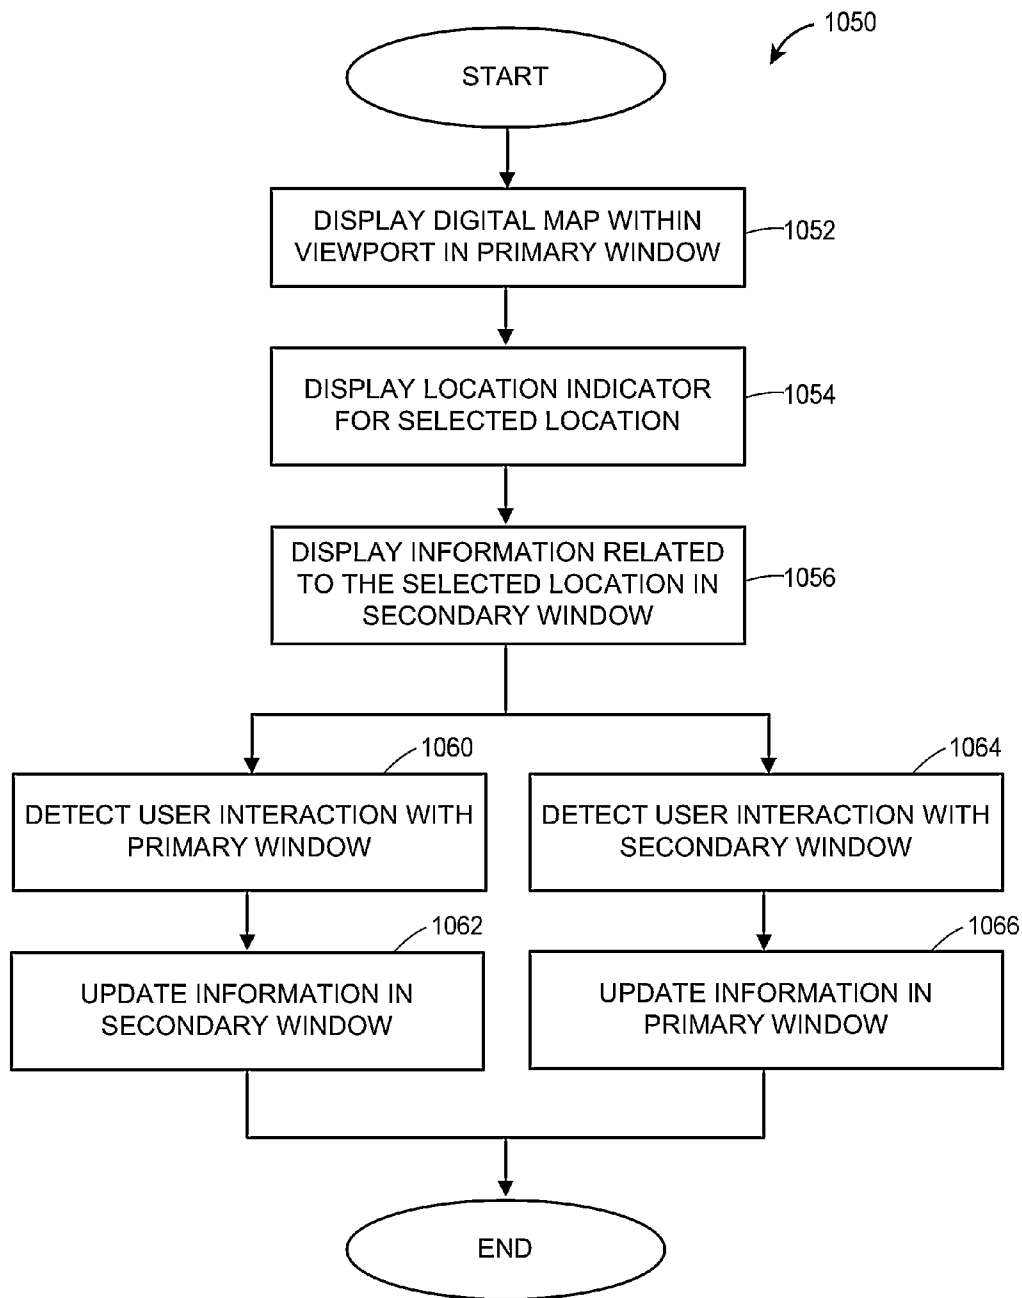 1050
START
DISPLAY DIGITAL MAP WITHIN
VIEWPORT IN PRIMARY WINDOW
1052
DISPLAY LOCATION INDICATOR
FOR SELECTED LOCATION
1054
DISPLAY INFORMATION RELATED
TO THE SELECTED LOCATION IN
SECONDARY WINDOW
1056
1060
DETECT USER INTERACTION WITH
PRIMARY WINDOW
1064
DETECT USER INTERACTION WITH
SECONDARY WINDOW
1062
UPDATE INFORMATION IN
SECONDARY WINDOW
1066
UPDATE INFORMATION IN
PRIMARY WINDOW
END